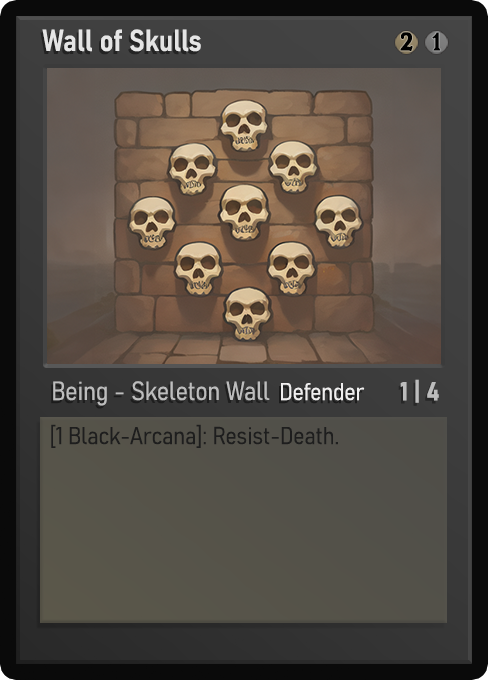 Wall of Skulls 2 1
Being - Skeleton Wall Defender 1|4
[1 Black-Arcana]: Resist-Death.